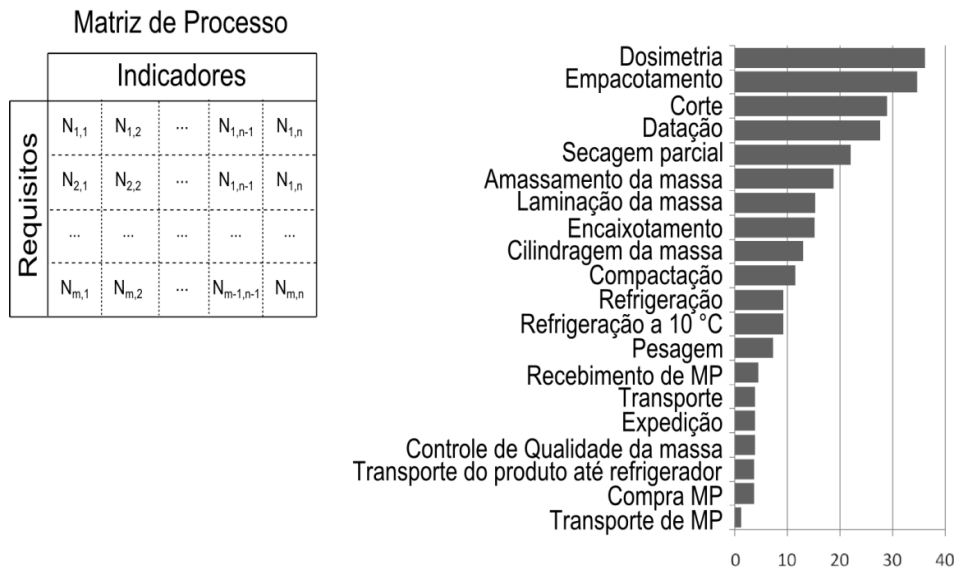 Matriz de Processo
Indicadores
Requisitos
N1,1 N1,2 ... N1,n-1 N1,n
N2,1 N2,2 ... N1,n-1 N1,n
... ... ... ... ...
Nm,1 Nm,2 ... Nm-1,n-1 Nm,n
Dosimetria
Empacotamento
Corte
Datação
Secagem parcial
Amassamento da massa
Laminação da massa
Encaixotamento
Cilindragem da massa
Compactação
Refrigeração
Refrigeração a 10 °C
Pesagem
Recebimento de MP
Transporte
Expedição
Controle de Qualidade da massa
Transporte do produto até refrigerador
Compra MP
Transporte de MP
0 10 20 30 40